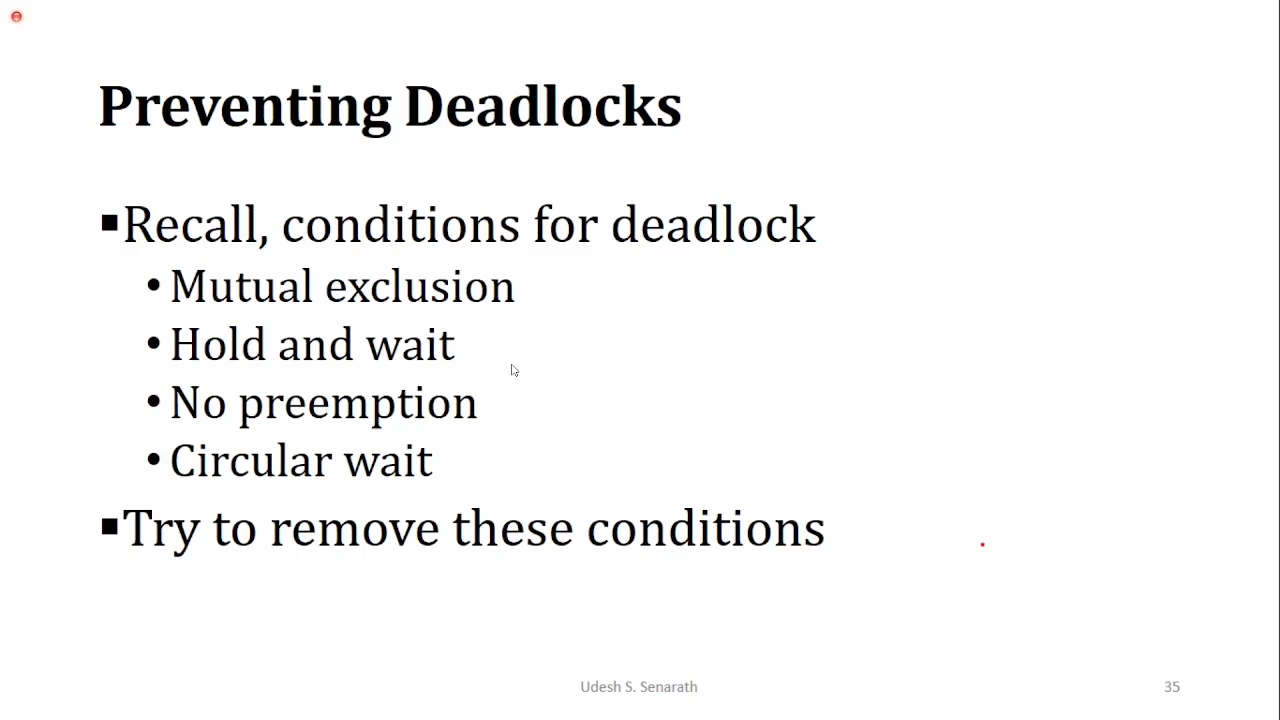 Preventing Deadlocks
▪Recall, conditions for deadlock
•Mutual exclusion
•Hold and wait
•No preemption
•Circular wait
▪Try to remove these conditions
Udesh S. Senarath
35